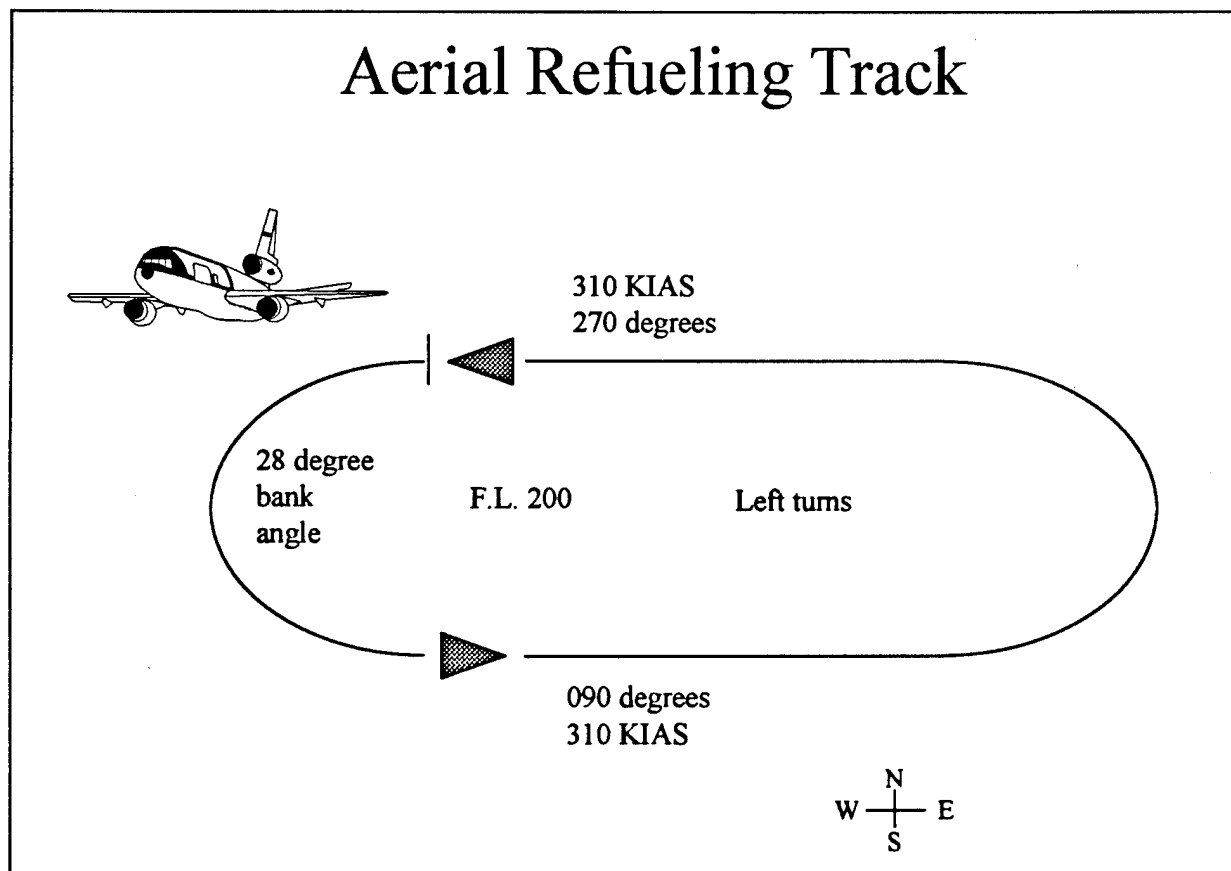 Aerial Refueling Track
310 KIAS
270 degrees
28 degree
bank
angle
F.L. 200
Left turns
090 degrees
310 KIAS
N
W
E
S